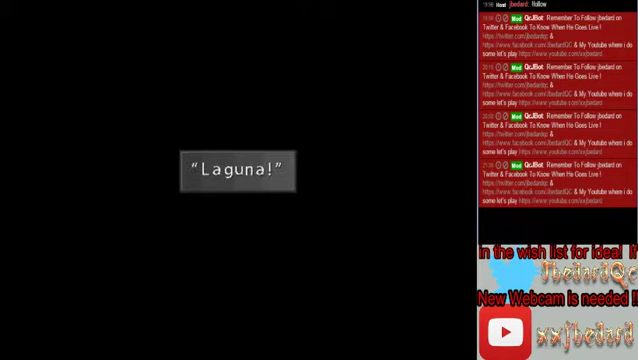 "Laguna!"
Host jbedard: !follow
Mod QcJBot: Remember To Follow jbedard on
Twitter & Facebook To Know When He Goes Live !
https://twitter.com/jbedardqc &
https://www.facebook.com/JbedardQC & My Youtube where i do
some let's play https://www.youtube.com/xxjbedard
Mod QcJBot: Remember To Follow jbedard on
Twitter & Facebook To Know When He Goes Live !
https://twitter.com/jbedardqc &
https://www.facebook.com/JbedardQC & My Youtube where i do
some let's play https://www.youtube.com/xxjbedard
Mod QcJBot: Remember To Follow jbedard on
Twitter & Facebook To Know When He Goes Live !
https://twitter.com/jbedardqc &
https://www.facebook.com/JbedardQC & My Youtube where i do
some let's play https://www.youtube.com/xxjbedard
Mod QcJBot: Remember To Follow jbedard on
Twitter & Facebook To Know When He Goes Live !
https://twitter.com/jbedardqc &
https://www.facebook.com/JbedardQC & My Youtube where i do
some let's play https://www.youtube.com/xxjbedard
in the wish list for idea! If
JbedardQc
New Webcam is needed !!
xxjbedard